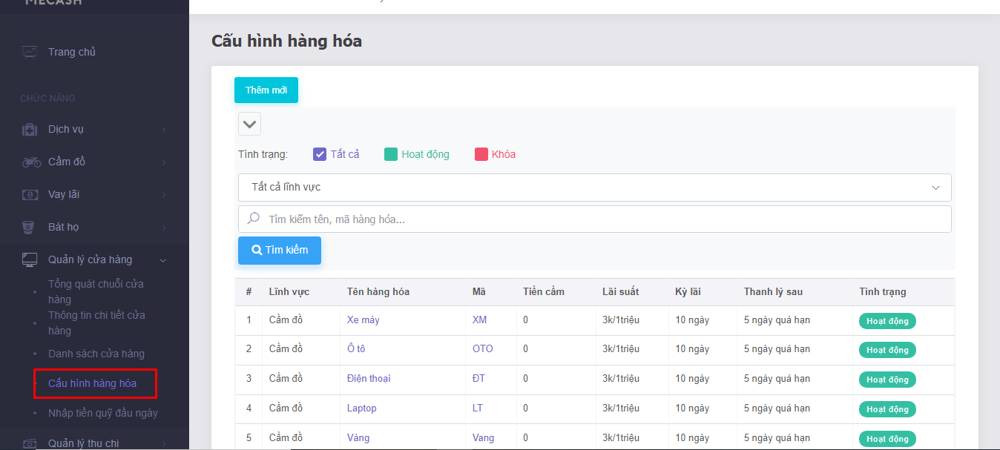 MECASH
Trang chủ
CHỨC NĂNG
Dịch vụ
Cầm đồ
Vay lãi
Bát họ
Quản lý cửa hàng
Tổng quát chuỗi cửa
hàng
Thông tin chi tiết cửa
hàng
Danh sách cửa hàng
Cấu hình hàng hóa
Nhập tiền quỹ đầu ngày
Quản lý thu chi
Cấu hình hàng hóa
Thêm mới
Tình trạng: Tất cả Hoạt động Khóa
Tất cả lĩnh vực
Tìm kiếm tên, mã hàng hóa...
Tìm kiếm
# Lĩnh vực Tên hàng hóa Mã Tiền cầm Lãi suất Kỳ lãi Thanh lý sau Tình trạng
1 Cầm đồ Xe máy XM 0 3k/1triệu 10 ngày 5 ngày quá hạn Hoạt động
2 Cầm đồ Ô tô OTO 0 3k/1triệu 10 ngày 5 ngày quá hạn Hoạt động
3 Cầm đồ Điện thoại ĐT 0 3k/1triệu 10 ngày 5 ngày quá hạn Hoạt động
4 Cầm đồ Laptop LT 0 3k/1triệu 10 ngày 5 ngày quá hạn Hoạt động
5 Cầm đồ Vàng Vang 0 3k/1triệu 10 ngày 5 ngày quá hạn Hoạt động